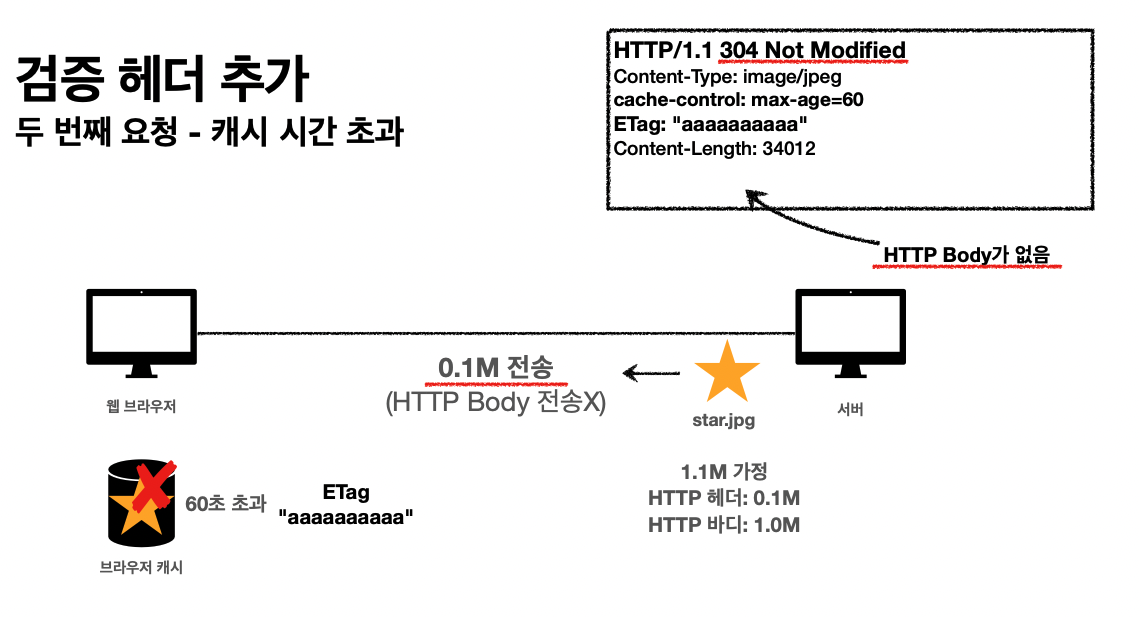 검증 헤더 추가
두 번째 요청 - 캐시 시간 초과
HTTP/1.1 304 Not Modified
Content-Type: image/jpeg
cache-control: max-age=60
ETag: "aaaaaaaaaa"
Content-Length: 34012
HTTP Body가 없음
0.1M 전송
(HTTP Body 전송X)
웹 브라우저
star.jpg
서버
1.1M 가정
HTTP 헤더: 0.1M
HTTP 바디: 1.0M
60초 초과
ETag
"aaaaaaaaaa"
브라우저 캐시